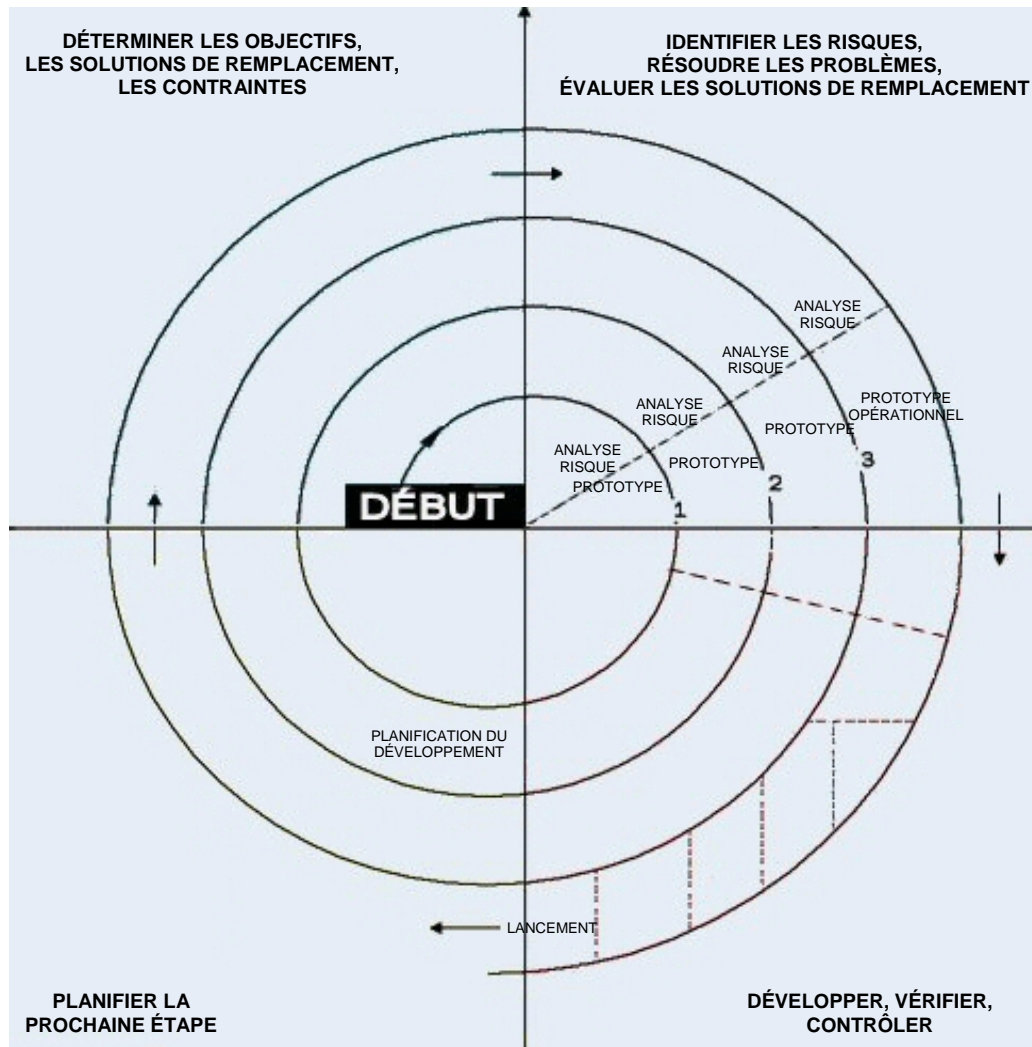 DÉTERMINER LES OBJECTIFS,
LES SOLUTIONS DE REMPLACEMENT,
LES CONTRAINTES
IDENTIFIER LES RISQUES,
RÉSOUDRE LES PROBLÈMES,
ÉVALUER LES SOLUTIONS DE REMPLACEMENT
ANALYSE
RISQUE
ANALYSE
RISQUE
ANALYSE
RISQUE
ANALYSE
RISQUE
PROTOTYPE
OPÉRATIONNEL
PROTOTYPE
PROTOTYPE
PROTOTYPE
3
2
1
DÉBUT
PLANIFICATION DU
DÉVELOPPEMENT
LANCEMENT
PLANIFIER LA
PROCHAINE ÉTAPE
DÉVELOPPER, VÉRIFIER,
CONTRÔLER